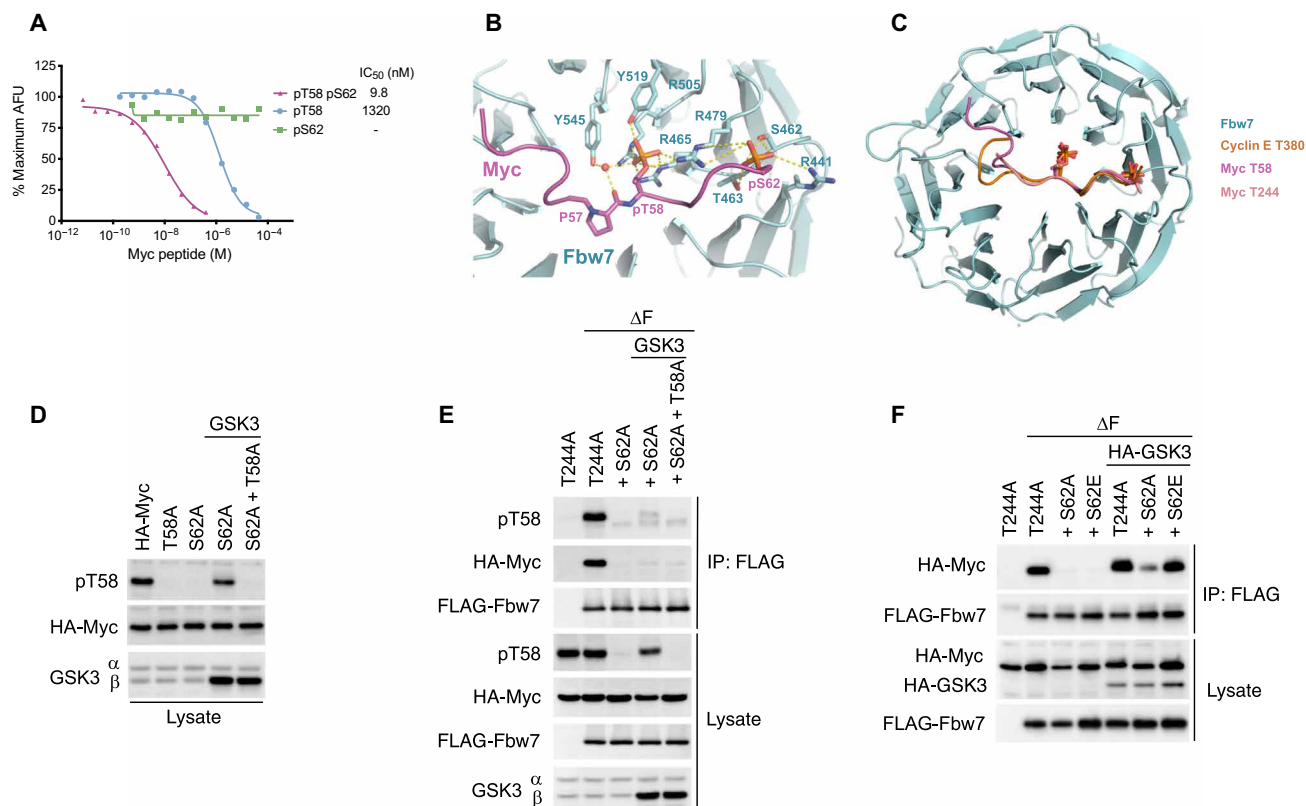 A
% Maximum AFU
125
100
75
50
25
0
10⁻¹² 10⁻¹⁰ 10⁻⁸ 10⁻⁶ 10⁻⁴
Myc peptide (M)
IC₅₀ (nM)
pT58 pS62 9.8
pT58 1320
pS62 -
B
Y519
R505
Y545
R479
R465
S462
Myc
R441
pS62
pT58
T463
P57
Fbw7
C
Fbw7
Cyclin E T380
Myc T58
Myc T244
D
GSK3
HA-Myc
T58A
S62A
S62A
S62A + T58A
pT58
HA-Myc
GSK3 α
β
Lysate
E
ΔF
GSK3
T244A
T244A
+ S62A
+ S62A
+ S62A + T58A
pT58
HA-Myc
FLAG-Fbw7
IP: FLAG
pT58
HA-Myc
FLAG-Fbw7
GSK3 α
β
Lysate
F
ΔF
HA-GSK3
T244A
T244A
+ S62A
+ S62E
T244A
+ S62A
+ S62E
HA-Myc
FLAG-Fbw7
IP: FLAG
HA-Myc
HA-GSK3
FLAG-Fbw7
Lysate